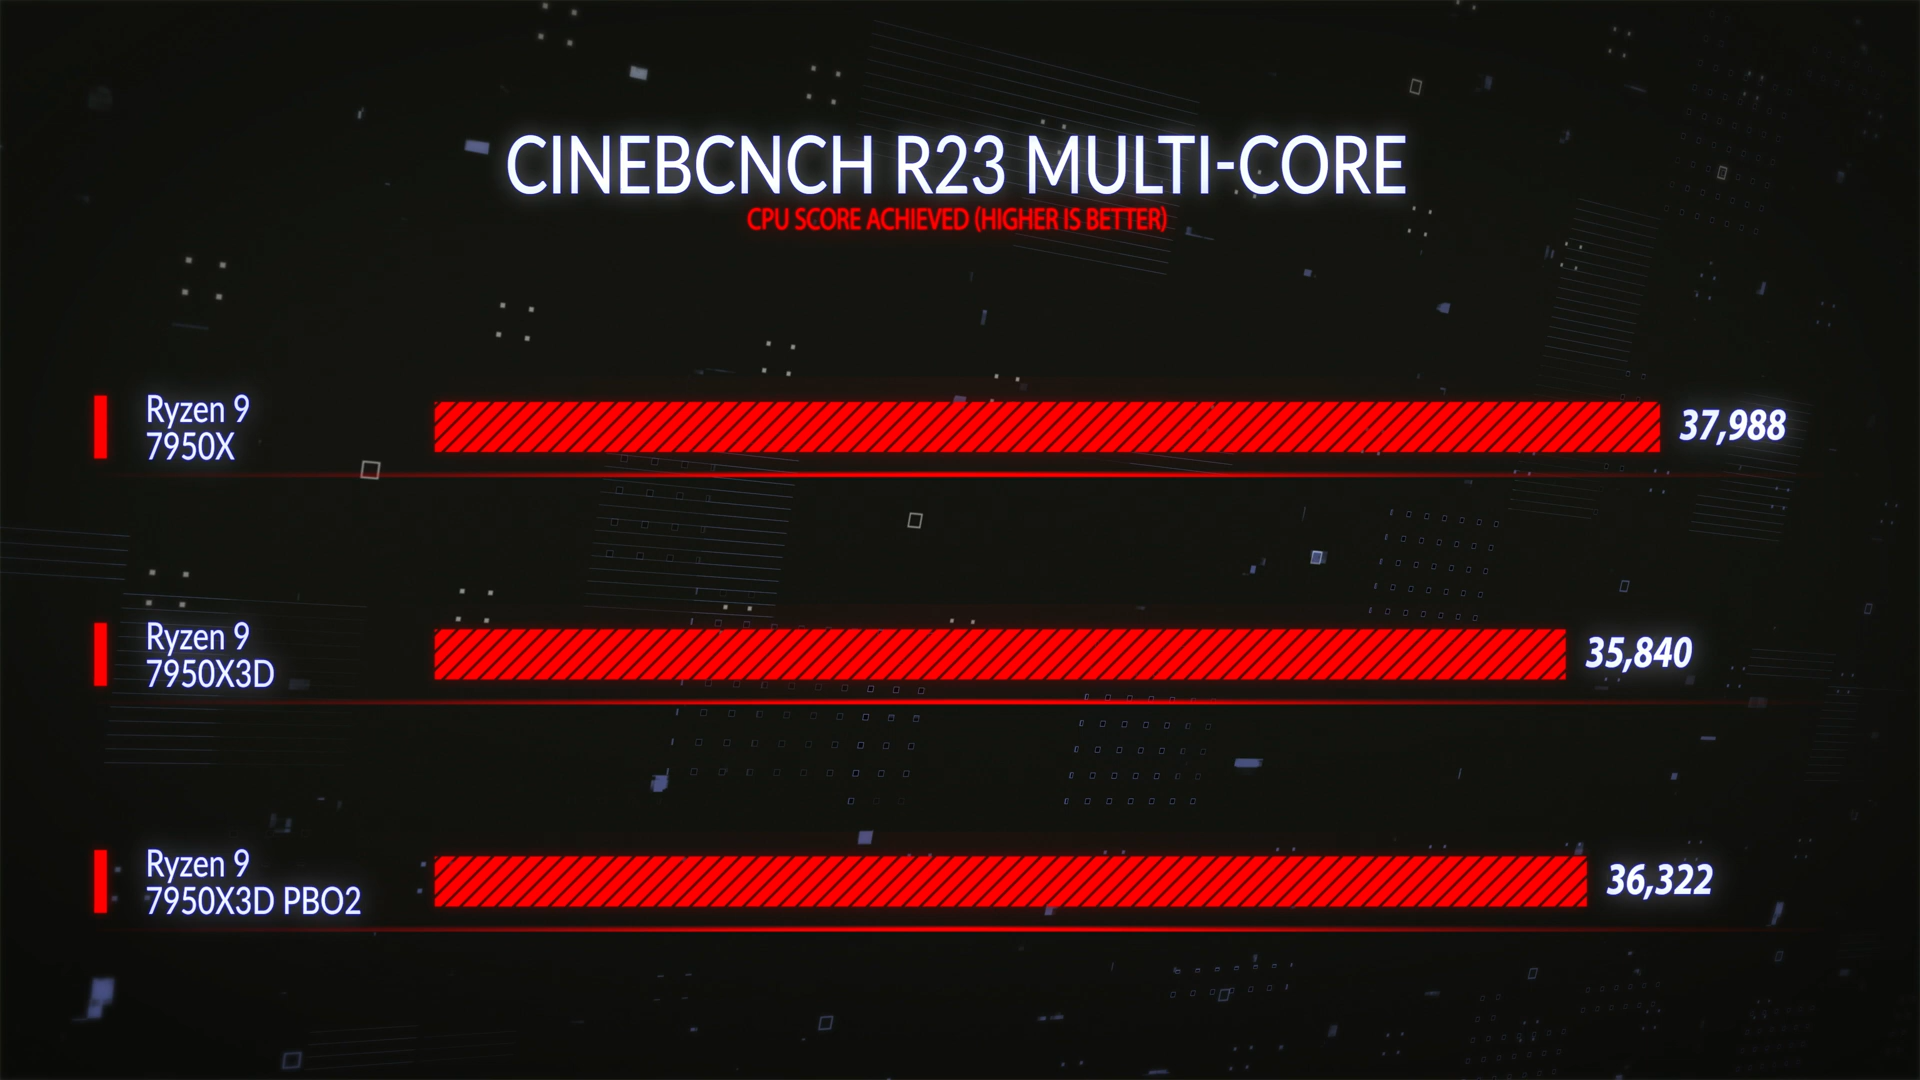 CINEBCNCH R23 MULTI-CORE
CPU SCORE ACHIEVED (HIGHER IS BETTER)
Ryzen 9
7950X
37,988
Ryzen 9
7950X3D
35,840
Ryzen 9
7950X3D PBO2
36,322